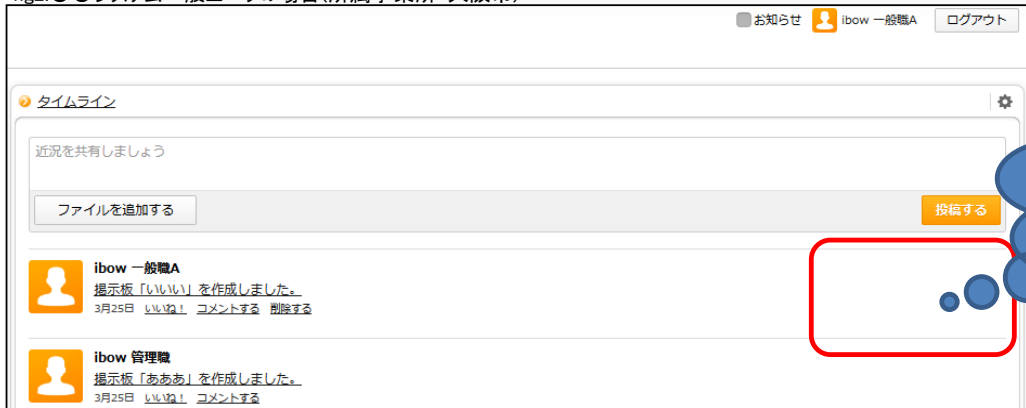 お知らせ ibow 一般職A ログアウト
タイムライン
近況を共有しましょう
ファイルを追加する 投稿する
ibow 一般職A
掲示板「いいい」を作成しました。
3月25日 いいね! コメントする 削除する
ibow 管理職
掲示板「あああ」を作成しました。
3月25日 いいね! コメントする